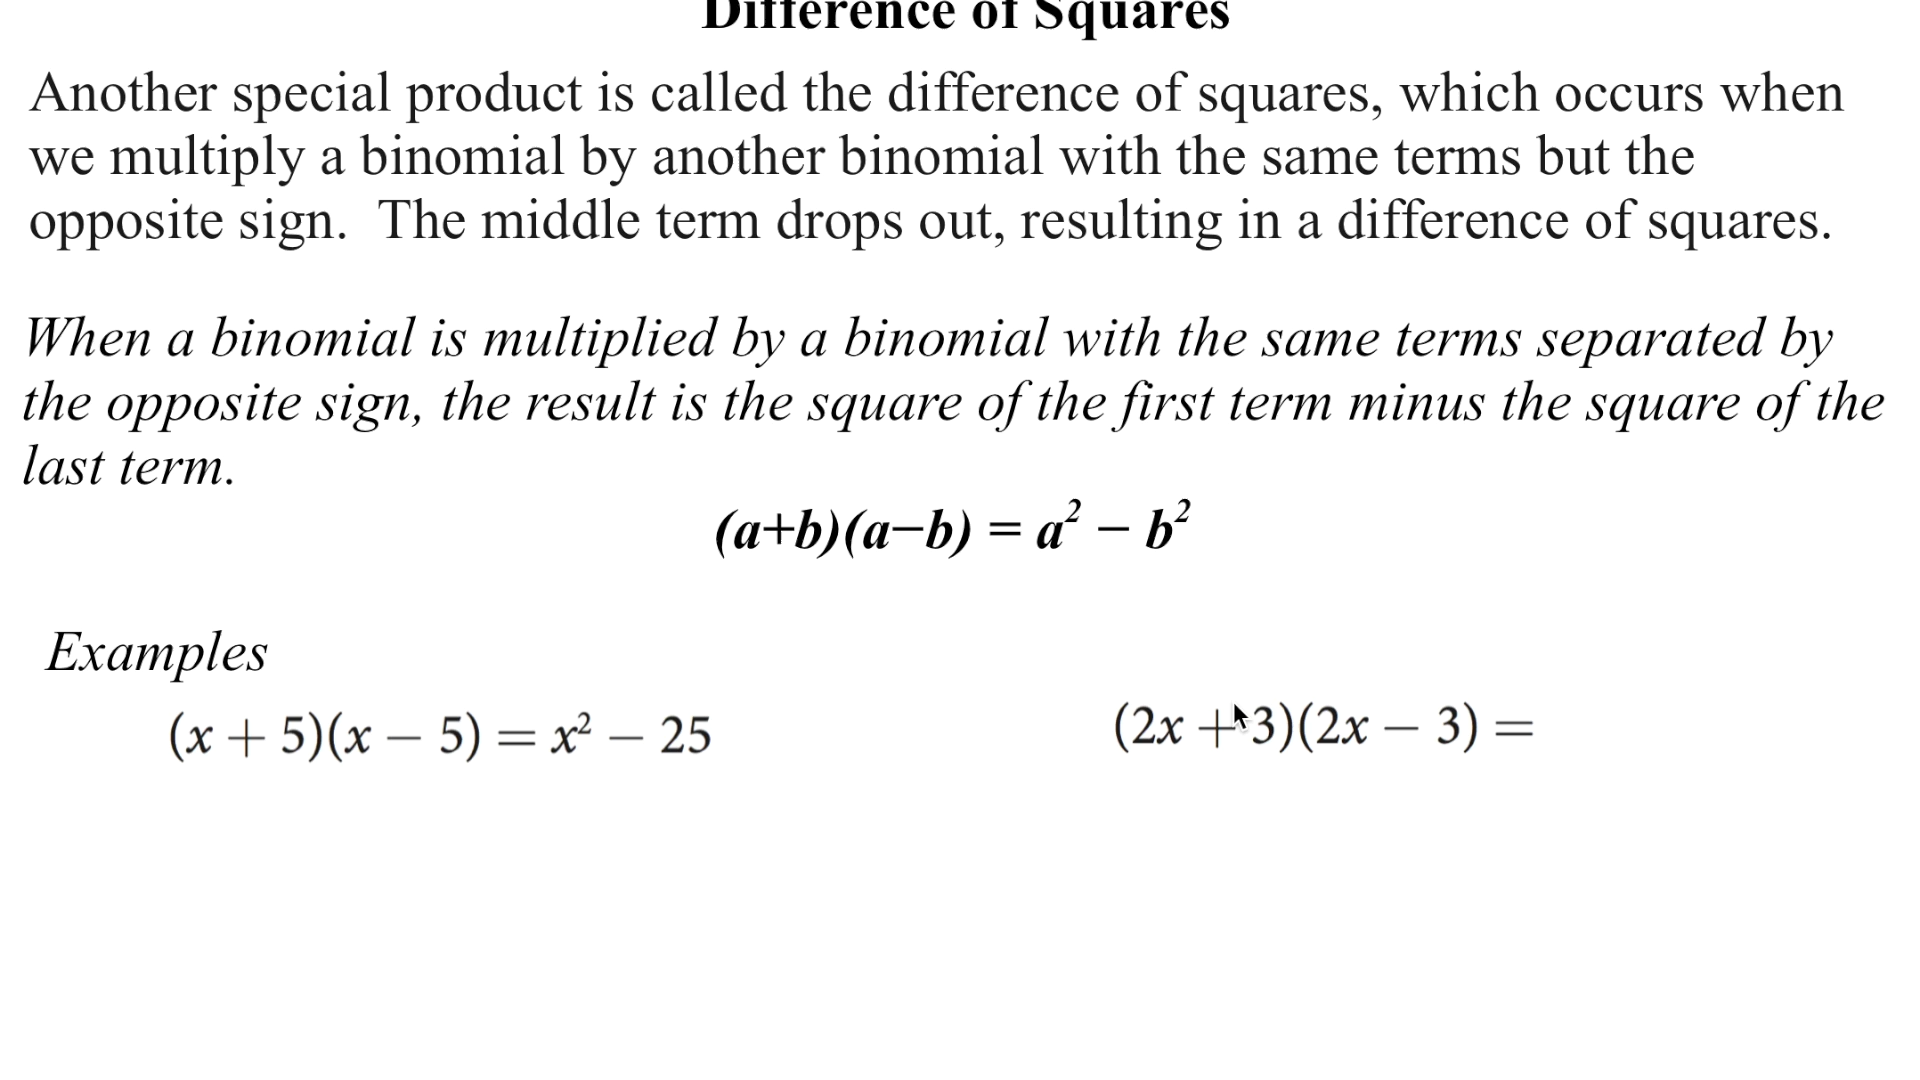 Difference of Squares
Another special product is called the difference of squares, which occurs when
we multiply a binomial by another binomial with the same terms but the
opposite sign. The middle term drops out, resulting in a difference of squares.
When a binomial is multiplied by a binomial with the same terms separated by
the opposite sign, the result is the square of the first term minus the square of the
last term.
(a+b)(a−b) = a² − b²
Examples
(x + 5)(x − 5) = x² − 25
(2x + 3)(2x − 3) =